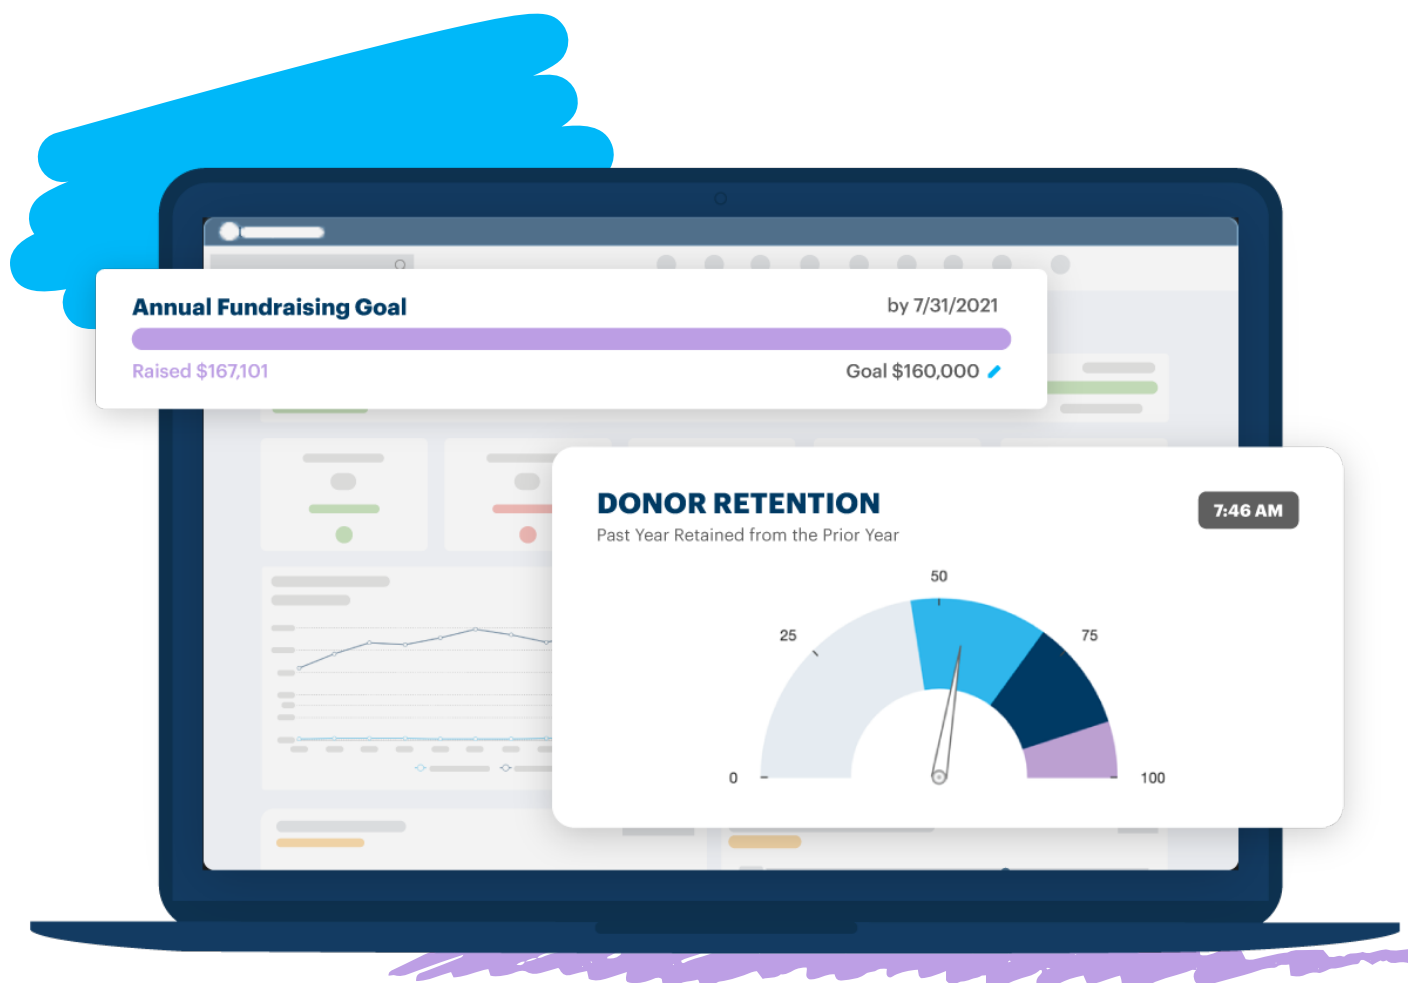 Annual Fundraising Goal
by 7/31/2021
Raised $167,101
Goal $160,000
DONOR RETENTION
7:46 AM
Past Year Retained from the Prior Year
50
25
75
0
100